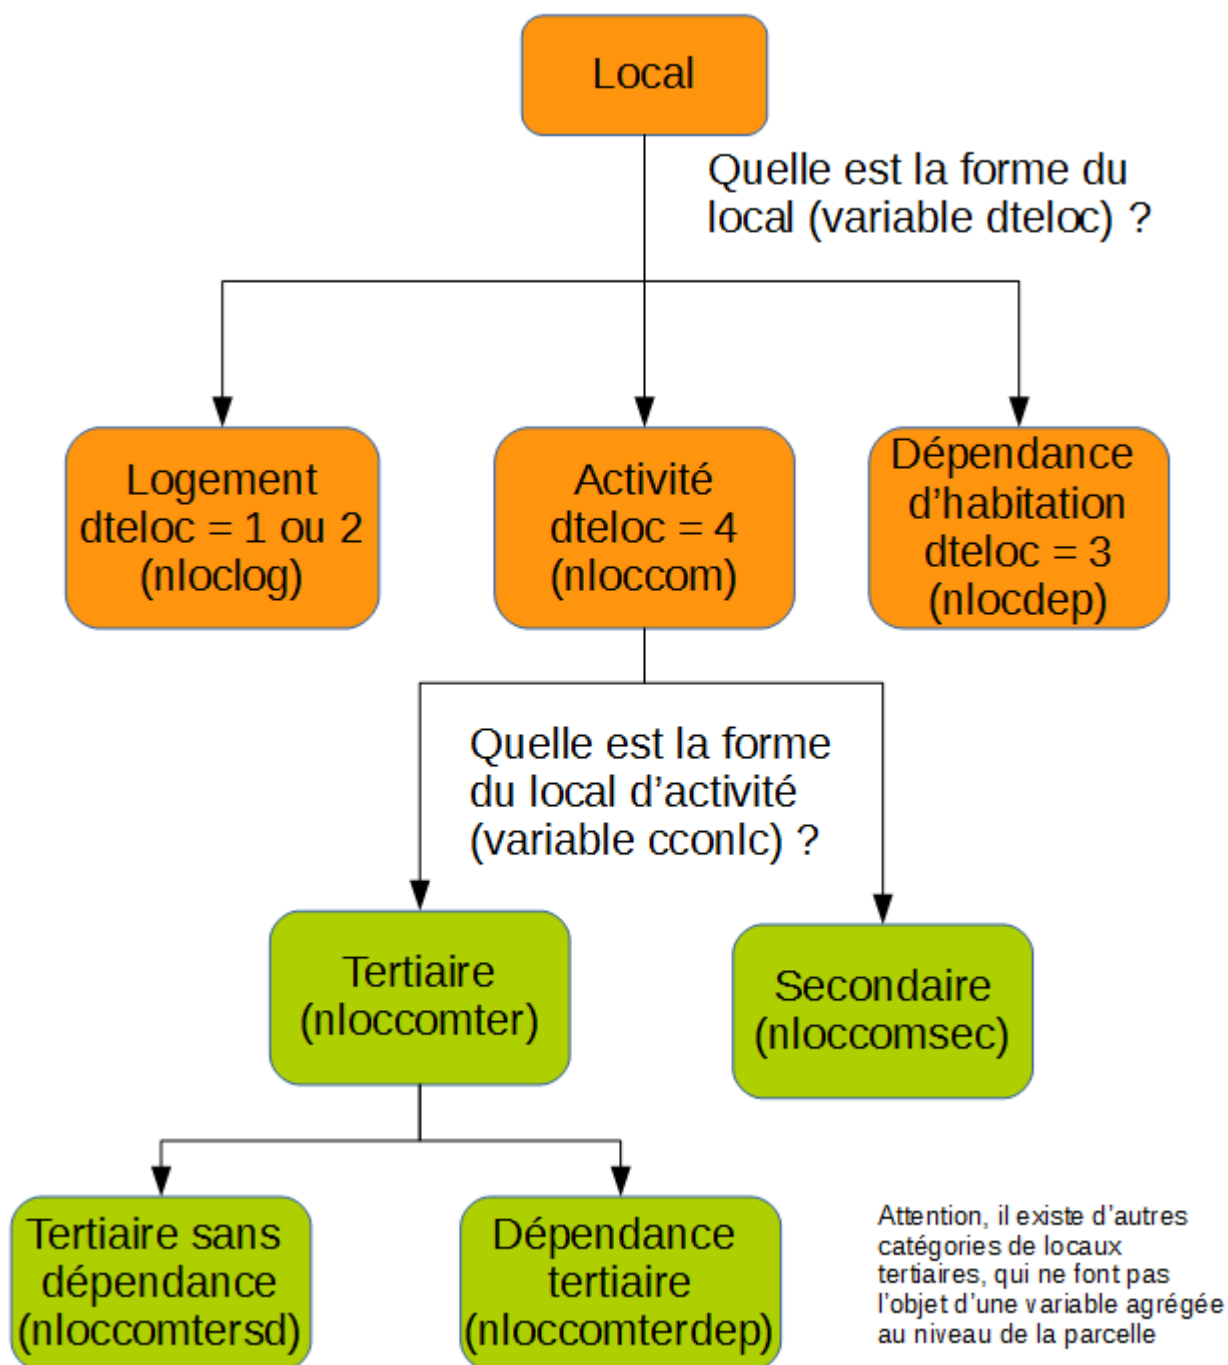 Local
Quelle est la forme du
local (variable dteloc) ?
Logement
dteloc = 1 ou 2
(nloclog)
Activité
dteloc = 4
(nloccom)
Dépendance
d’habitation
dteloc = 3
(nlocdep)
Quelle est la forme
du local d’activité
(variable cconlc) ?
Tertiaire
(nloccomter)
Secondaire
(nloccomsec)
Tertiaire sans
dépendance
(nloccomtersd)
Dépendance
tertiaire
(nloccomterdep)
Attention, il existe d’autres
catégories de locaux
tertiaires, qui ne font pas
l’objet d’une variable agrégée
au niveau de la parcelle